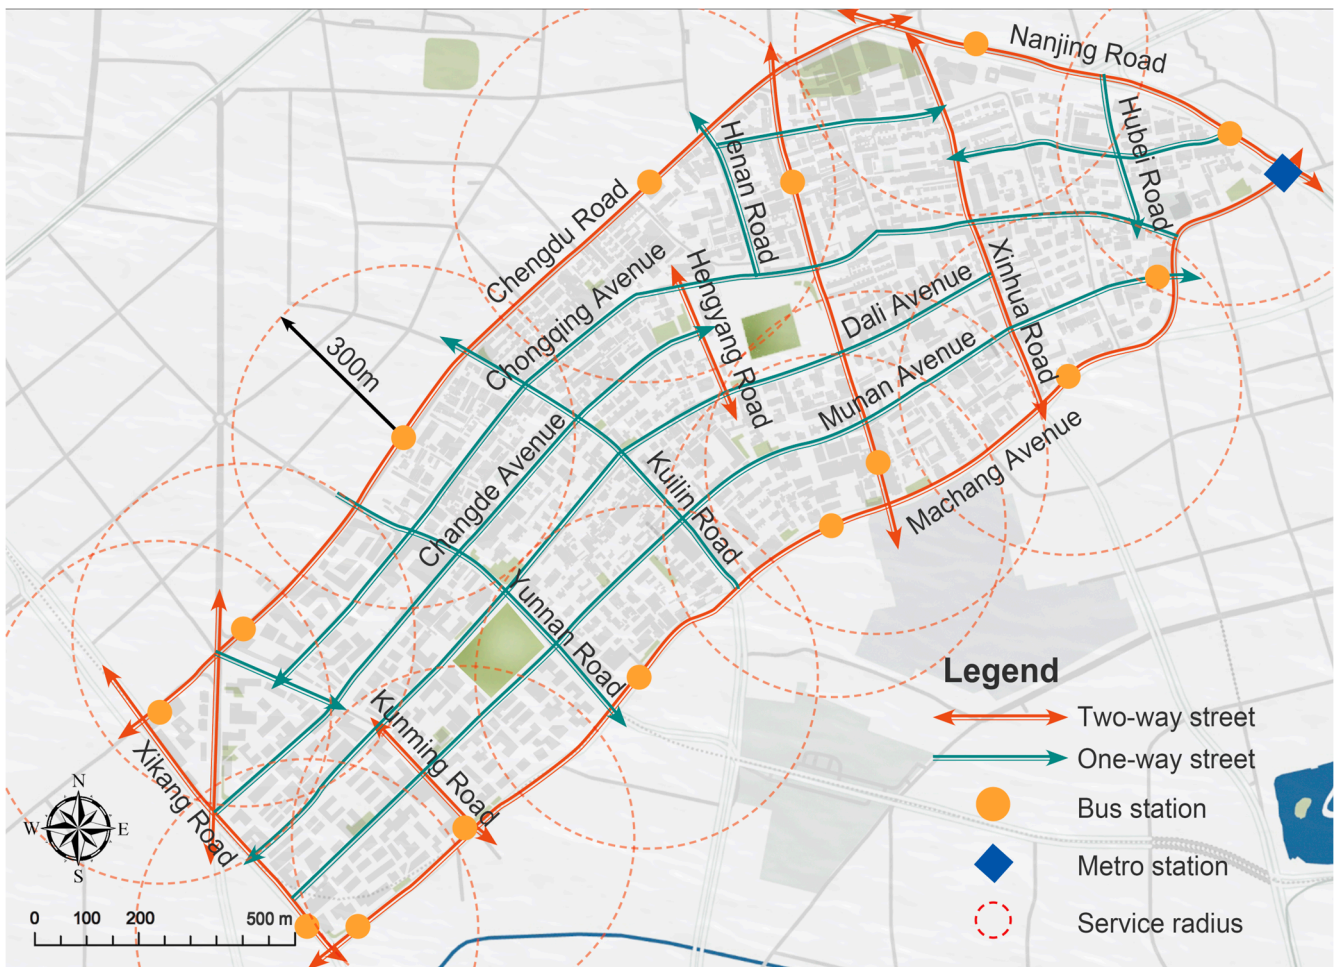 Nanjing Road
Hubei Road
Henan Road
Chengdu Road
Chongqing Avenue
Hengyang Road
Xinhua Road
Dali Avenue
300m
Munan Avenue
Changde Avenue
Machang Avenue
Kuilin Road
Yunnan Road
Kunming Road
Xikang Road
N
W
E
S
0 100 200 500 m
Legend
Two-way street
One-way street
Bus station
Metro station
Service radius